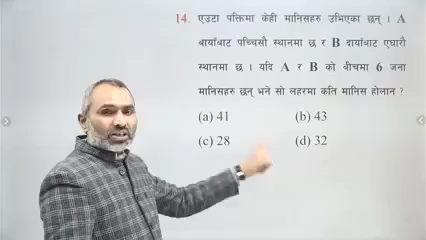 14. एउटा पंक्तिमा केही मानिसहरु उभिएका छन् । A
बायाँबाट पच्चिसौ स्थानमा छ र B दायाँबाट एघारौ
स्थानमा छ । यदि A र B को बीचमा 6 जना
मानिसहरु छन् भने सो लहरमा कति मानिस होलान ?
(a) 41 (b) 43
(c) 28 (d) 32